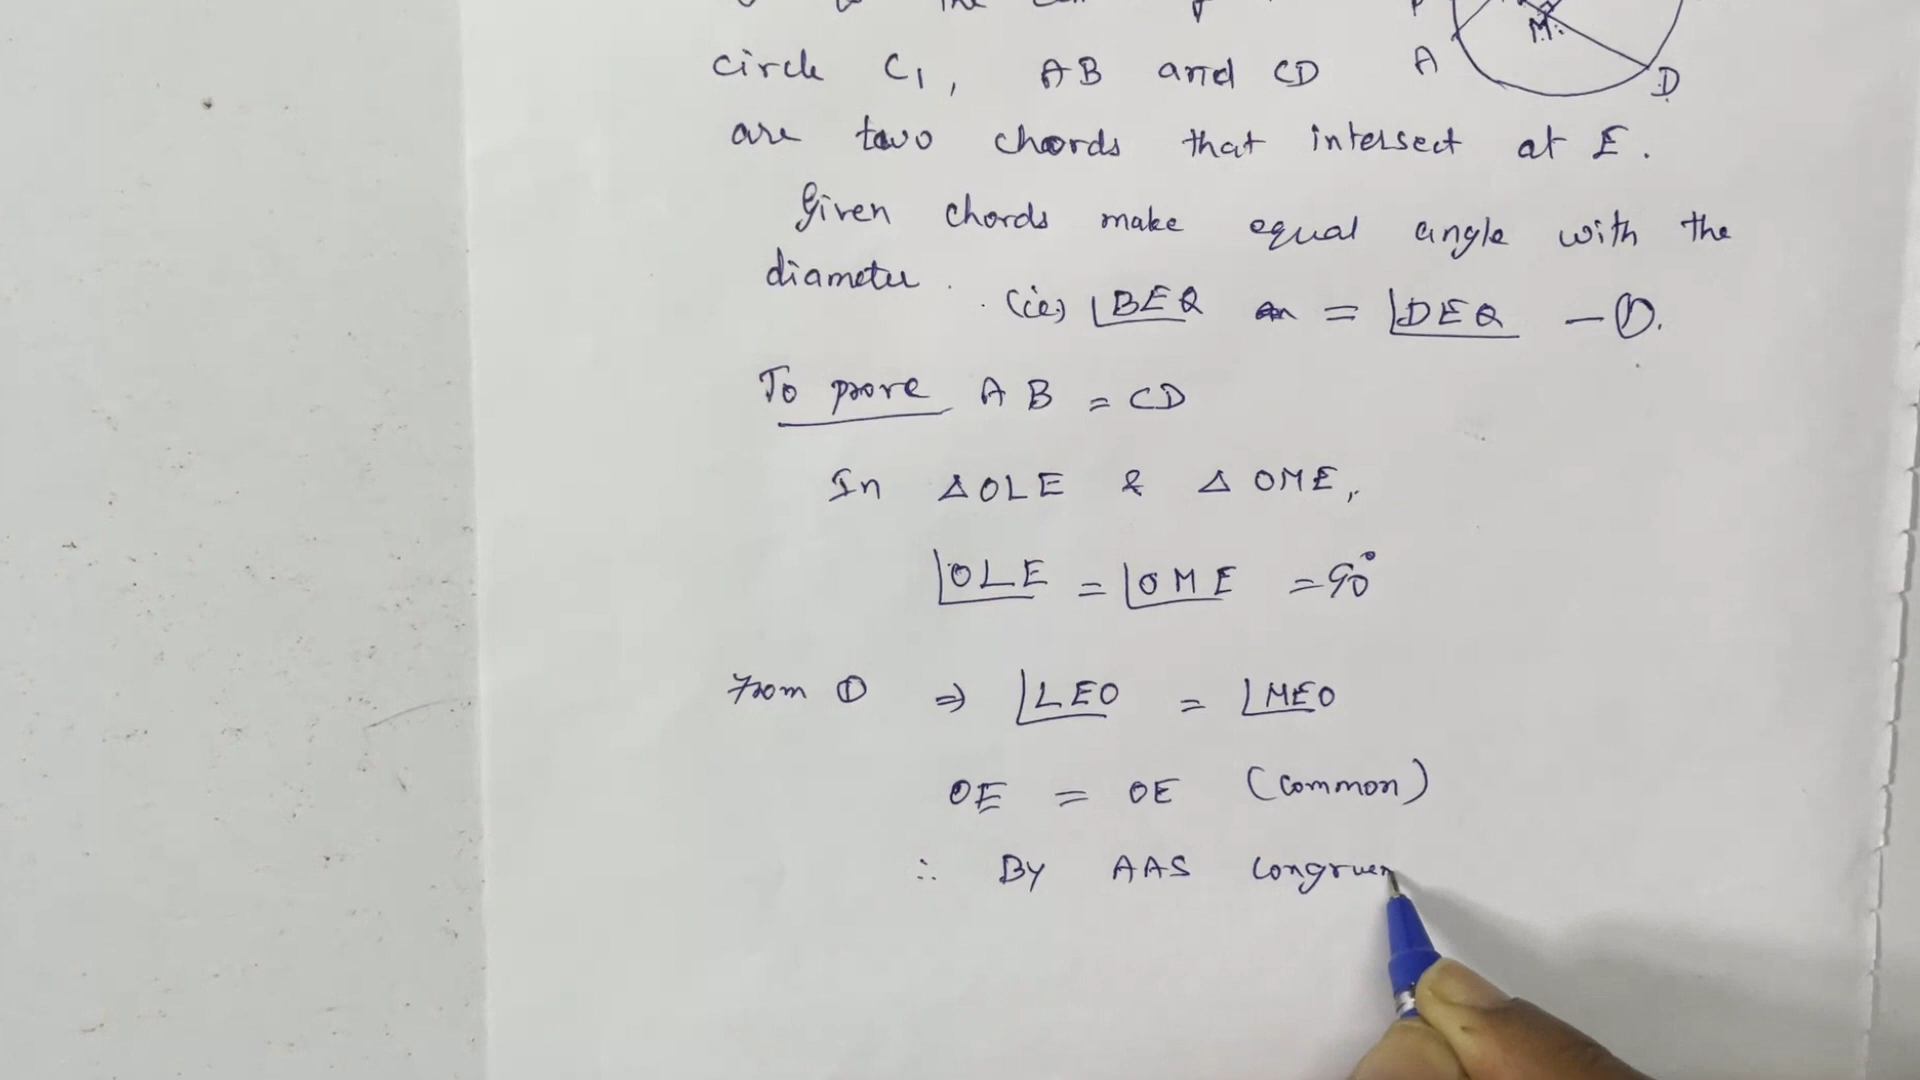 circle C1, AB and CD
are two chords that intersect at E.
Given chords make equal angle with the
diameter. (ie) ∠BEQ = ∠DEQ — ①.
To prove AB = CD
In △OLE & △OME,
∠OLE = ∠OME = 90°
From ① ⇒ ∠LEO = ∠MEO
OE = OE (common)
∴ By AAS congruen
A
M
D